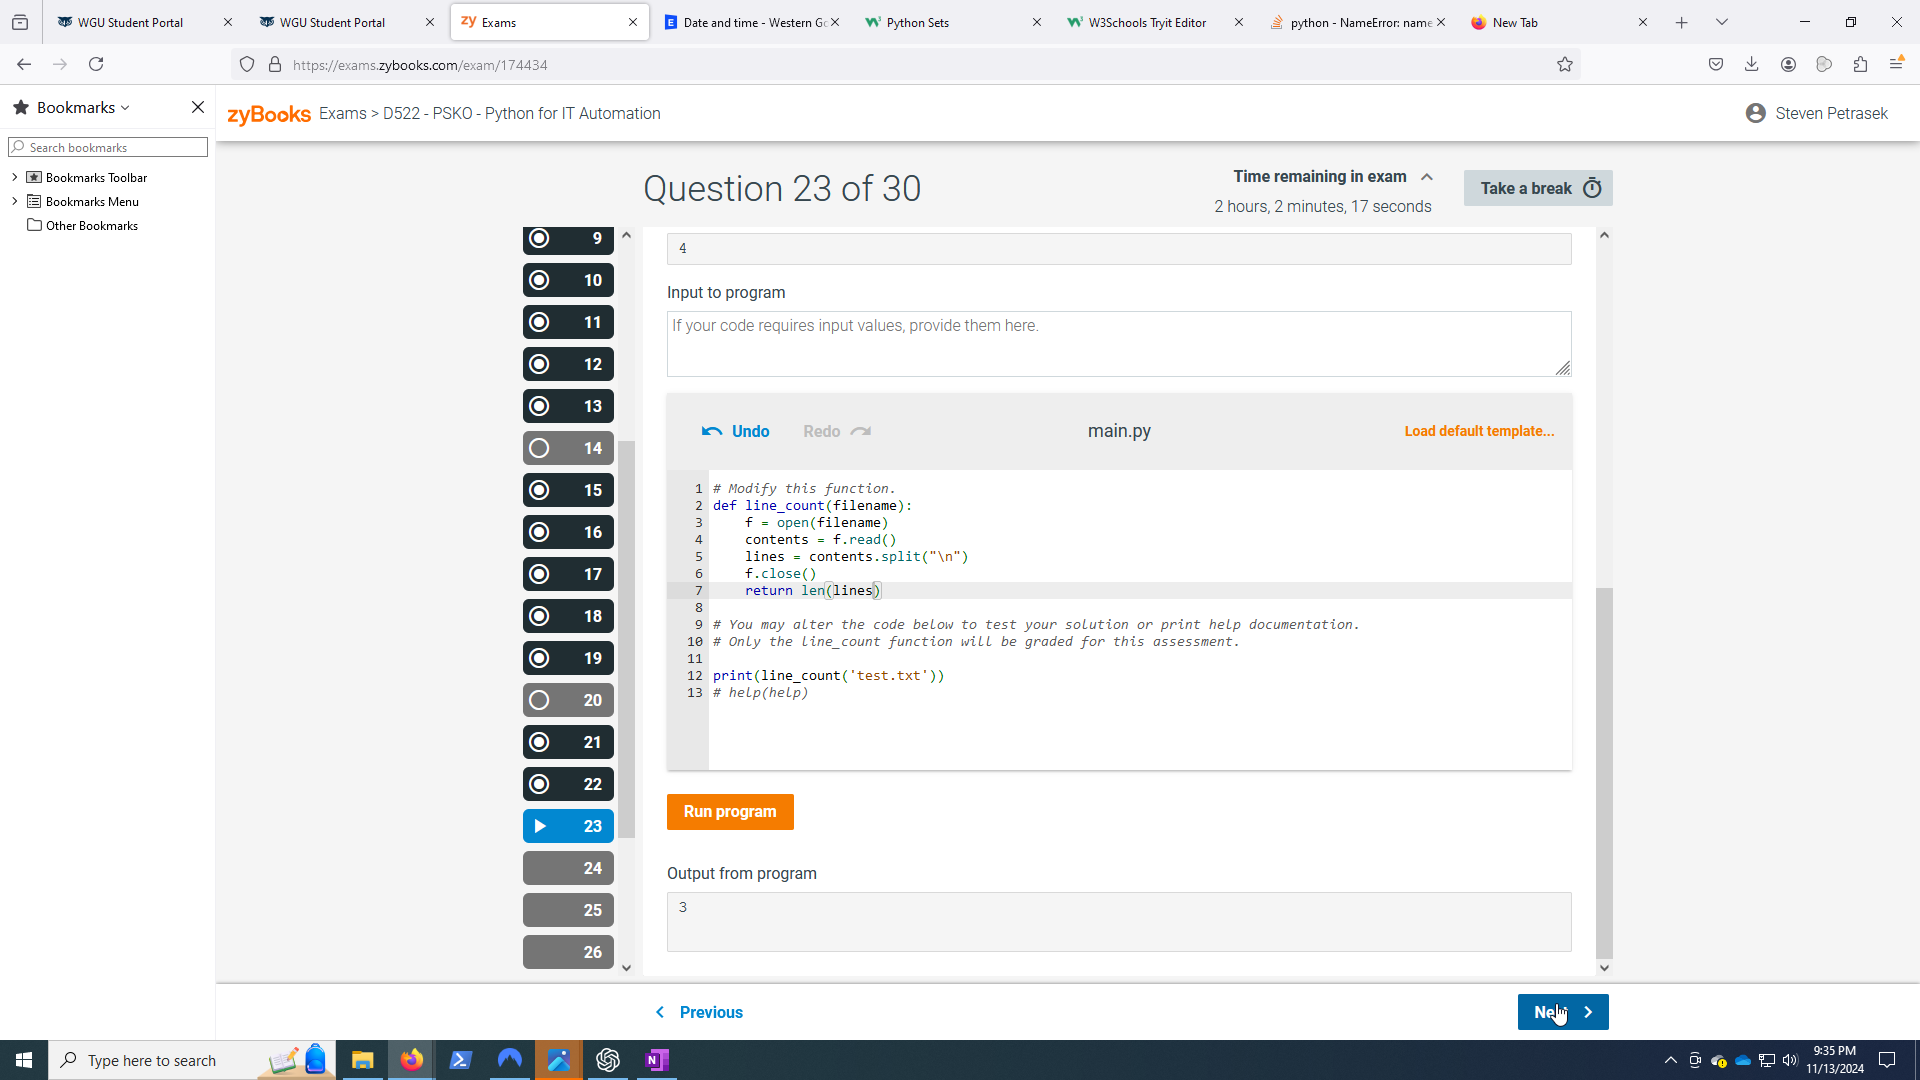 WGU Student Portal
WGU Student Portal
zy Exams
Date and time - Western Go
Python Sets
W3Schools Tryit Editor
python - NameError: name
New Tab
https://exams.zybooks.com/exam/174434
Bookmarks
Search bookmarks
Bookmarks Toolbar
Bookmarks Menu
Other Bookmarks
zyBooks Exams > D522 - PSKO - Python for IT Automation
Steven Petrasek
Question 23 of 30
Time remaining in exam
2 hours, 2 minutes, 17 seconds
Take a break
9
10
11
12
13
14
15
16
17
18
19
20
21
22
23
24
25
26
4
Input to program
If your code requires input values, provide them here.
Undo
Redo
main.py
Load default template...
1 # Modify this function.
2 def line_count(filename):
3     f = open(filename)
4     contents = f.read()
5     lines = contents.split("\n")
6     f.close()
7     return len(lines)
8
9 # You may alter the code below to test your solution or print help documentation.
10 # Only the line_count function will be graded for this assessment.
11
12 print(line_count('test.txt'))
13 # help(help)
Run program
Output from program
3
Previous
Type here to search
9:35 PM
11/13/2024